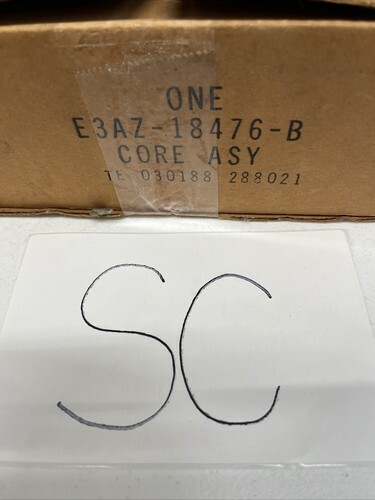 ONE
E3AZ-18476-B
CORE ASY
TE 030188 288021
SC